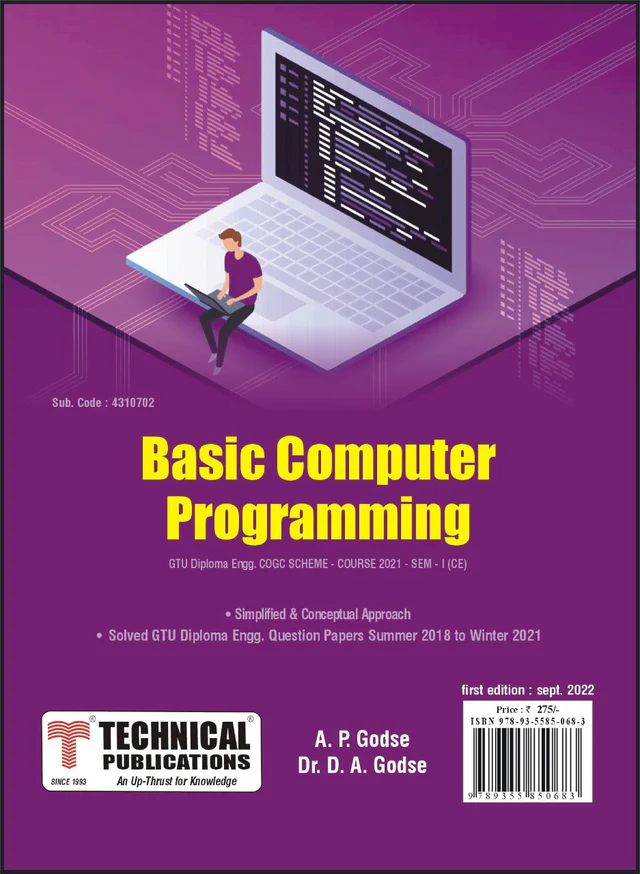 Sub. Code : 4310702
Basic Computer
Programming
GTU Diploma Engg. COGC SCHEME - COURSE 2021 - SEM - I (CE)
• Simplified & Conceptual Approach
• Solved GTU Diploma Engg. Question Papers Summer 2018 to Winter 2021
first edition : sept. 2022
Price : ₹ 275/-
ISBN 978-93-5585-068-3
9789355850683
® TECHNICAL ®
PUBLICATIONS
SINCE 1993 An Up-Thrust for Knowledge
A. P. Godse
Dr. D. A. Godse